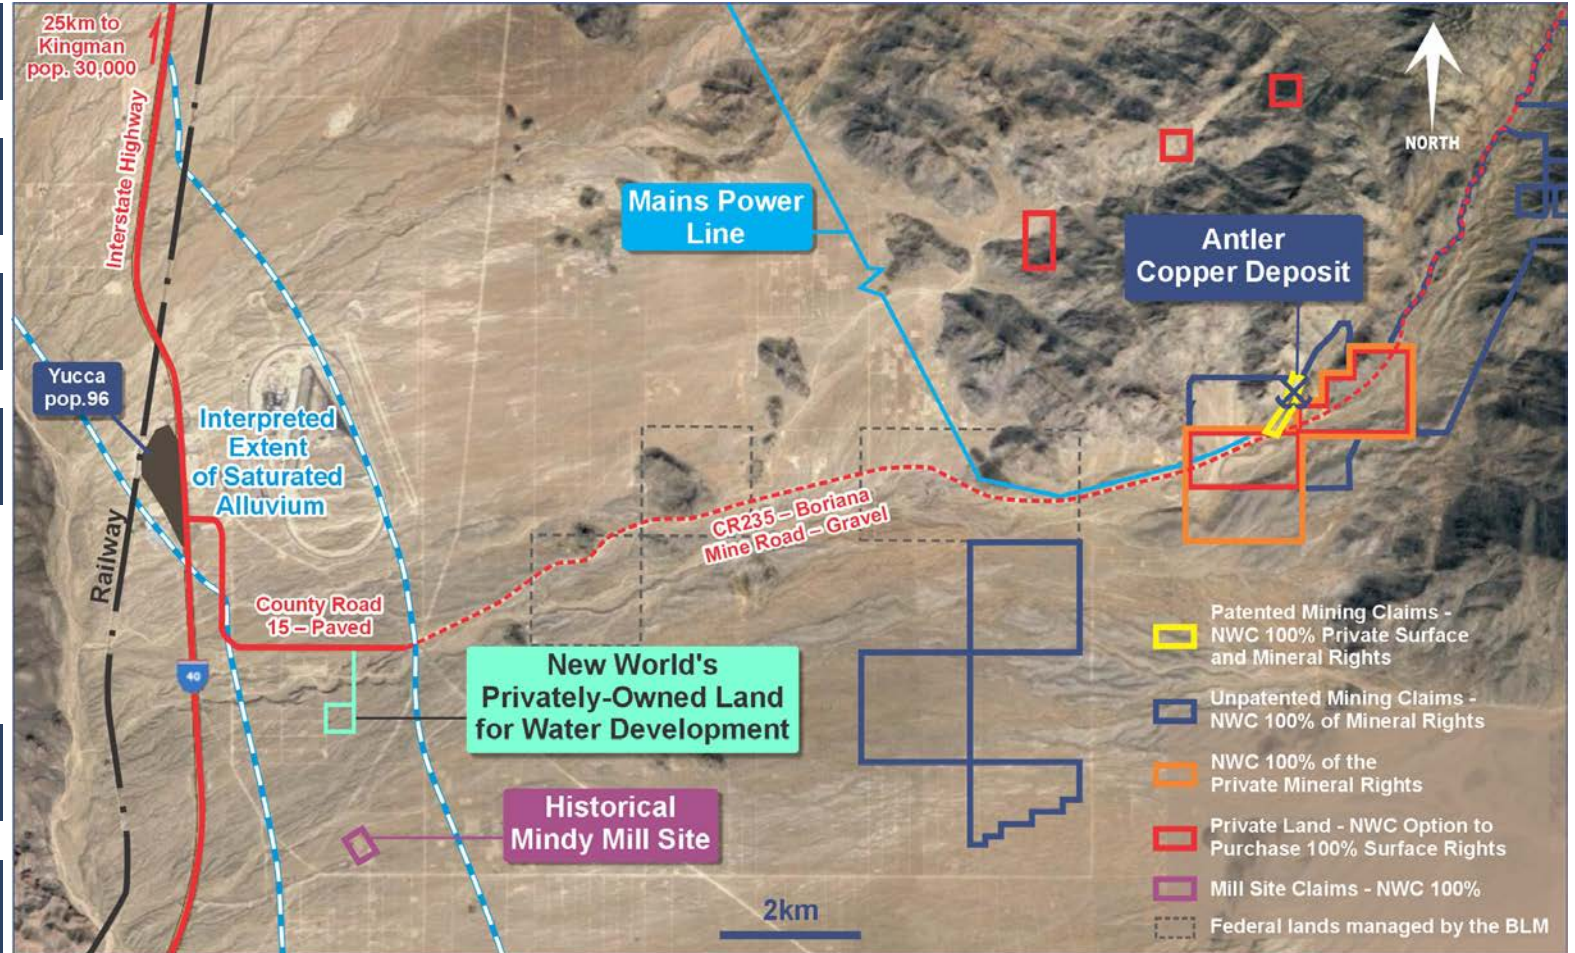 25km to
Kingman
pop. 30,000
Interstate Highway
NORTH
Mains Power
Line
Antler
Copper Deposit
Yucca
pop.96
Interpreted
Extent
of Saturated
Alluvium
Railway
CR235 – Boriana
Mine Road – Gravel
County Road
15 – Paved
40
New World's
Privately-Owned Land
for Water Development
Historical
Mindy Mill Site
2km
Patented Mining Claims -
NWC 100% Private Surface
and Mineral Rights
Unpatented Mining Claims -
NWC 100% of Mineral Rights
NWC 100% of the
Private Mineral Rights
Private Land - NWC Option to
Purchase 100% Surface Rights
Mill Site Claims - NWC 100%
Federal lands managed by the BLM